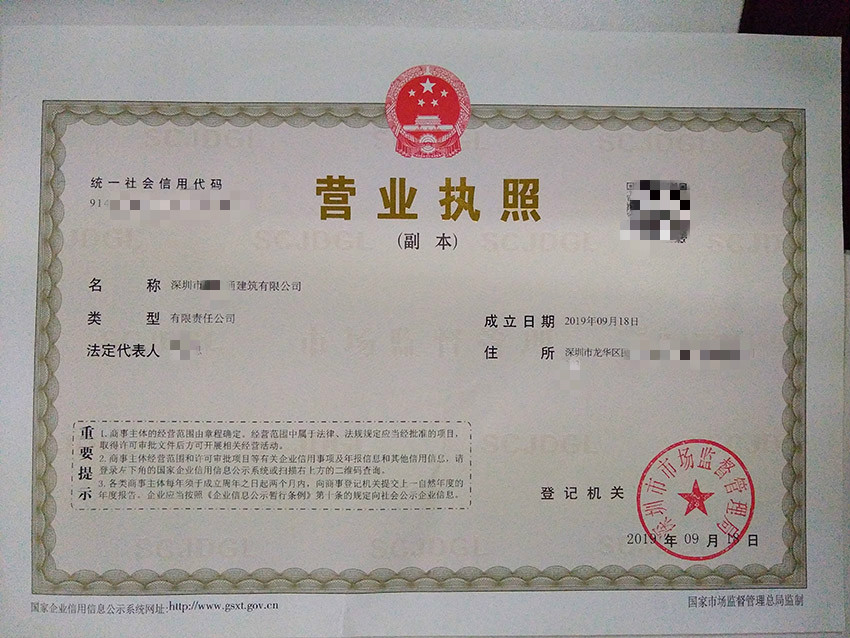 统一社会信用代码
91
营业执照
(副 本)
名 称 深圳市 通建筑有限公司
类 型 有限责任公司
成立日期 2019年09月18日
法定代表人
住 所 深圳市龙华区
重要提示
1.商事主体的经营范围由章程确定。经营范围中属于法律、法规规定应当经批准的项目,
取得许可审批文件后方可开展相关经营活动。
2.商事主体经营范围和许可审批项目等有关企业信用事项及年报信息和其他信用信息,请
登录左下角的国家企业信用信息公示系统或扫描右上方的二维码查询。
3.各类商事主体每年须于成立周年之日起两个月内,向商事登记机关提交上一自然年度的
年度报告。企业应当按照《企业信息公示暂行条例》第十条的规定向社会公示企业信息。
登记机关
深圳市市场监督管理局
2019年09月18日
国家企业信用信息公示系统网址:http://www.gsxt.gov.cn
国家市场监督管理总局监制
SCJDGL